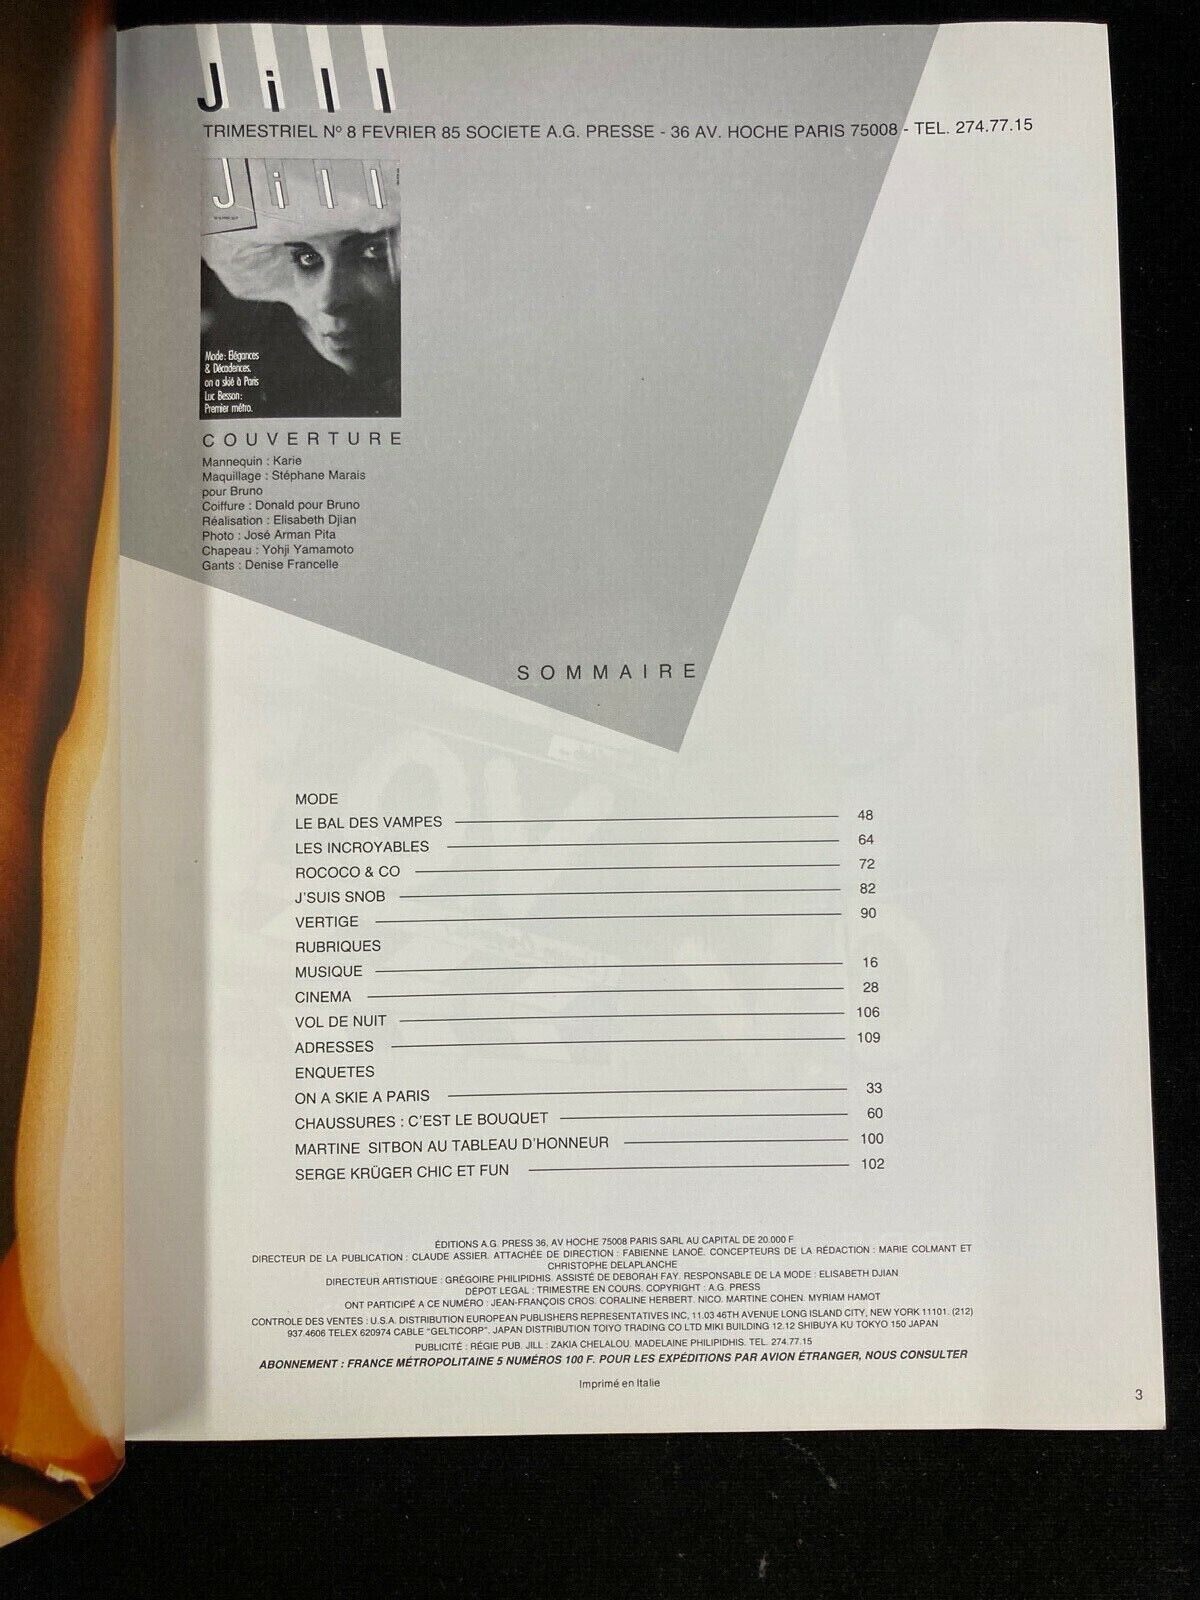 Jill
TRIMESTRIEL Nº 8 FEVRIER 85 SOCIETE A.G. PRESSE - 36 AV. HOCHE PARIS 75008 - TEL. 274.77.15
Jill
Mode: Elégances
& Décadences.
on a skié à Paris
Luc Besson:
Premier métro.
COUVERTURE
Mannequin : Karie
Maquillage : Stéphane Marais
pour Bruno
Coiffure : Donald pour Bruno
Réalisation : Elisabeth Djian
Photo : José Arman Pita
Chapeau : Yohji Yamamoto
Gants : Denise Francelle
SOMMAIRE
MODE
LE BAL DES VAMPES 48
LES INCROYABLES 64
ROCOCO & CO 72
J'SUIS SNOB 82
VERTIGE 90
RUBRIQUES
MUSIQUE 16
CINEMA 28
VOL DE NUIT 106
ADRESSES 109
ENQUETES
ON A SKIE A PARIS 33
CHAUSSURES : C'EST LE BOUQUET 60
MARTINE SITBON AU TABLEAU D'HONNEUR 100
SERGE KRÜGER CHIC ET FUN 102
ÉDITIONS A.G. PRESS 36, AV HOCHE 75008 PARIS SARL AU CAPITAL DE 20.000 F
DIRECTEUR DE LA PUBLICATION : CLAUDE ASSIER. ATTACHÉE DE DIRECTION : FABIENNE LANOË. CONCEPTEURS DE LA RÉDACTION : MARIE COLMANT ET
CHRISTOPHE DELAPLANCHE
DIRECTEUR ARTISTIQUE : GRÉGOIRE PHILIPIDHIS. ASSISTÉ DE DEBORAH FAY. RESPONSABLE DE LA MODE : ELISABETH DJIAN
DEPOT LEGAL : TRIMESTRE EN COURS. COPYRIGHT : A.G. PRESS
ONT PARTICIPÉ A CE NUMÉRO : JEAN-FRANÇOIS CROS. CORALINE HERBERT. NICO. MARTINE COHEN. MYRIAM HAMOT
CONTROLE DES VENTES : U.S.A. DISTRIBUTION EUROPEAN PUBLISHERS REPRESENTATIVES INC, 11.03 46TH AVENUE LONG ISLAND CITY, NEW YORK 11101. (212)
937.4606 TELEX 620974 CABLE "GELTICORP". JAPAN DISTRIBUTION TOIYO TRADING CO LTD MIKI BUILDING 12.12 SHIBUYA KU TOKYO 150 JAPAN
PUBLICITÉ : RÉGIE PUB. JILL : ZAKIA CHELALOU. MADELAINE PHILIPIDHIS. TEL. 274.77.15
ABONNEMENT : FRANCE MÉTROPOLITAINE 5 NUMÉROS 100 F. POUR LES EXPÉDITIONS PAR AVION ÉTRANGER, NOUS CONSULTER
Imprimé en Italie
3